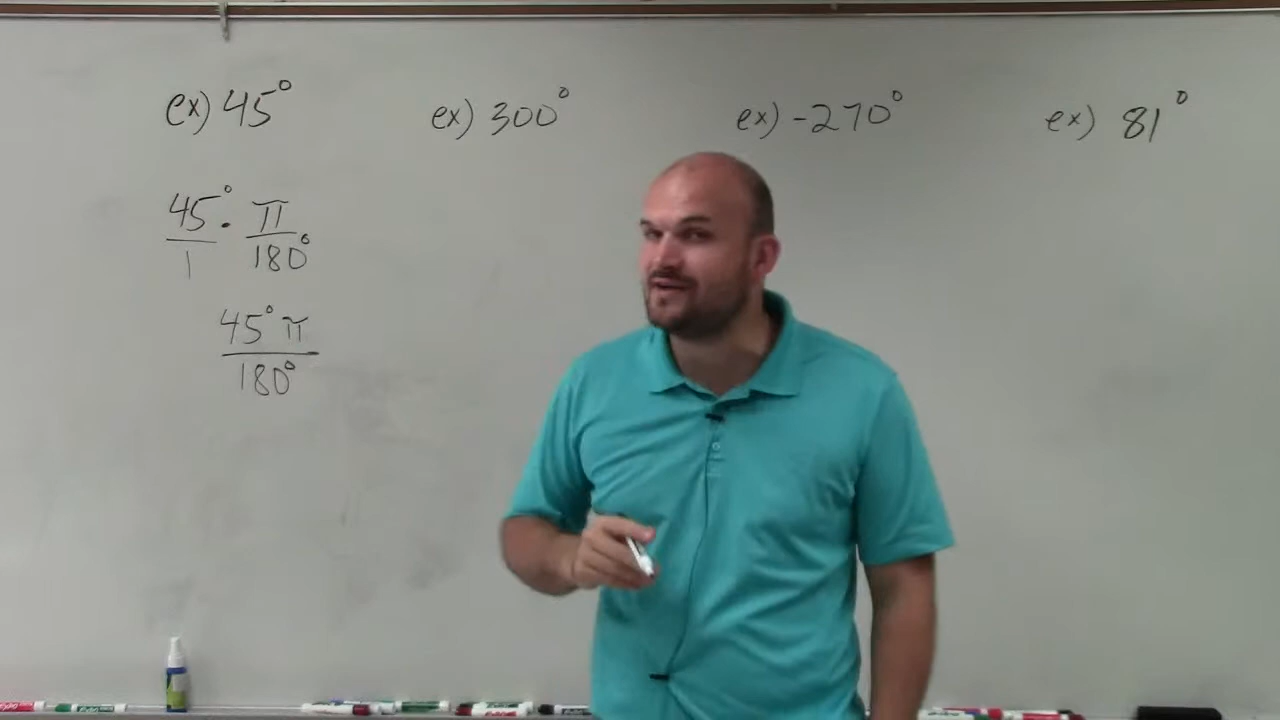 ex) 45°
ex) 300°
ex) -270°
ex) 81°
45° · π
1 180°
45° π
180°